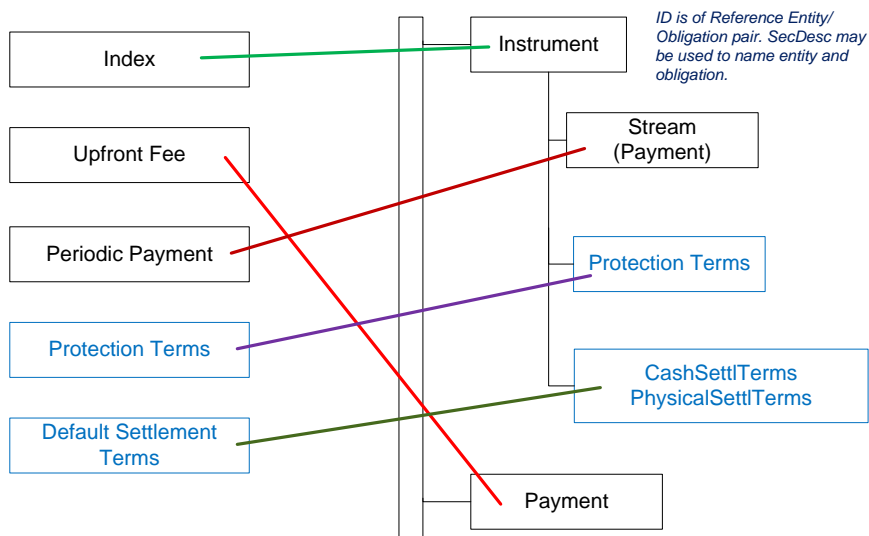 Index
Upfront Fee
Periodic Payment
Protection Terms
Default Settlement
Terms
Instrument
ID is of Reference Entity/
Obligation pair. SecDesc may
be used to name entity and
obligation.
Stream
(Payment)
Protection Terms
CashSettlTerms
PhysicalSettlTerms
Payment